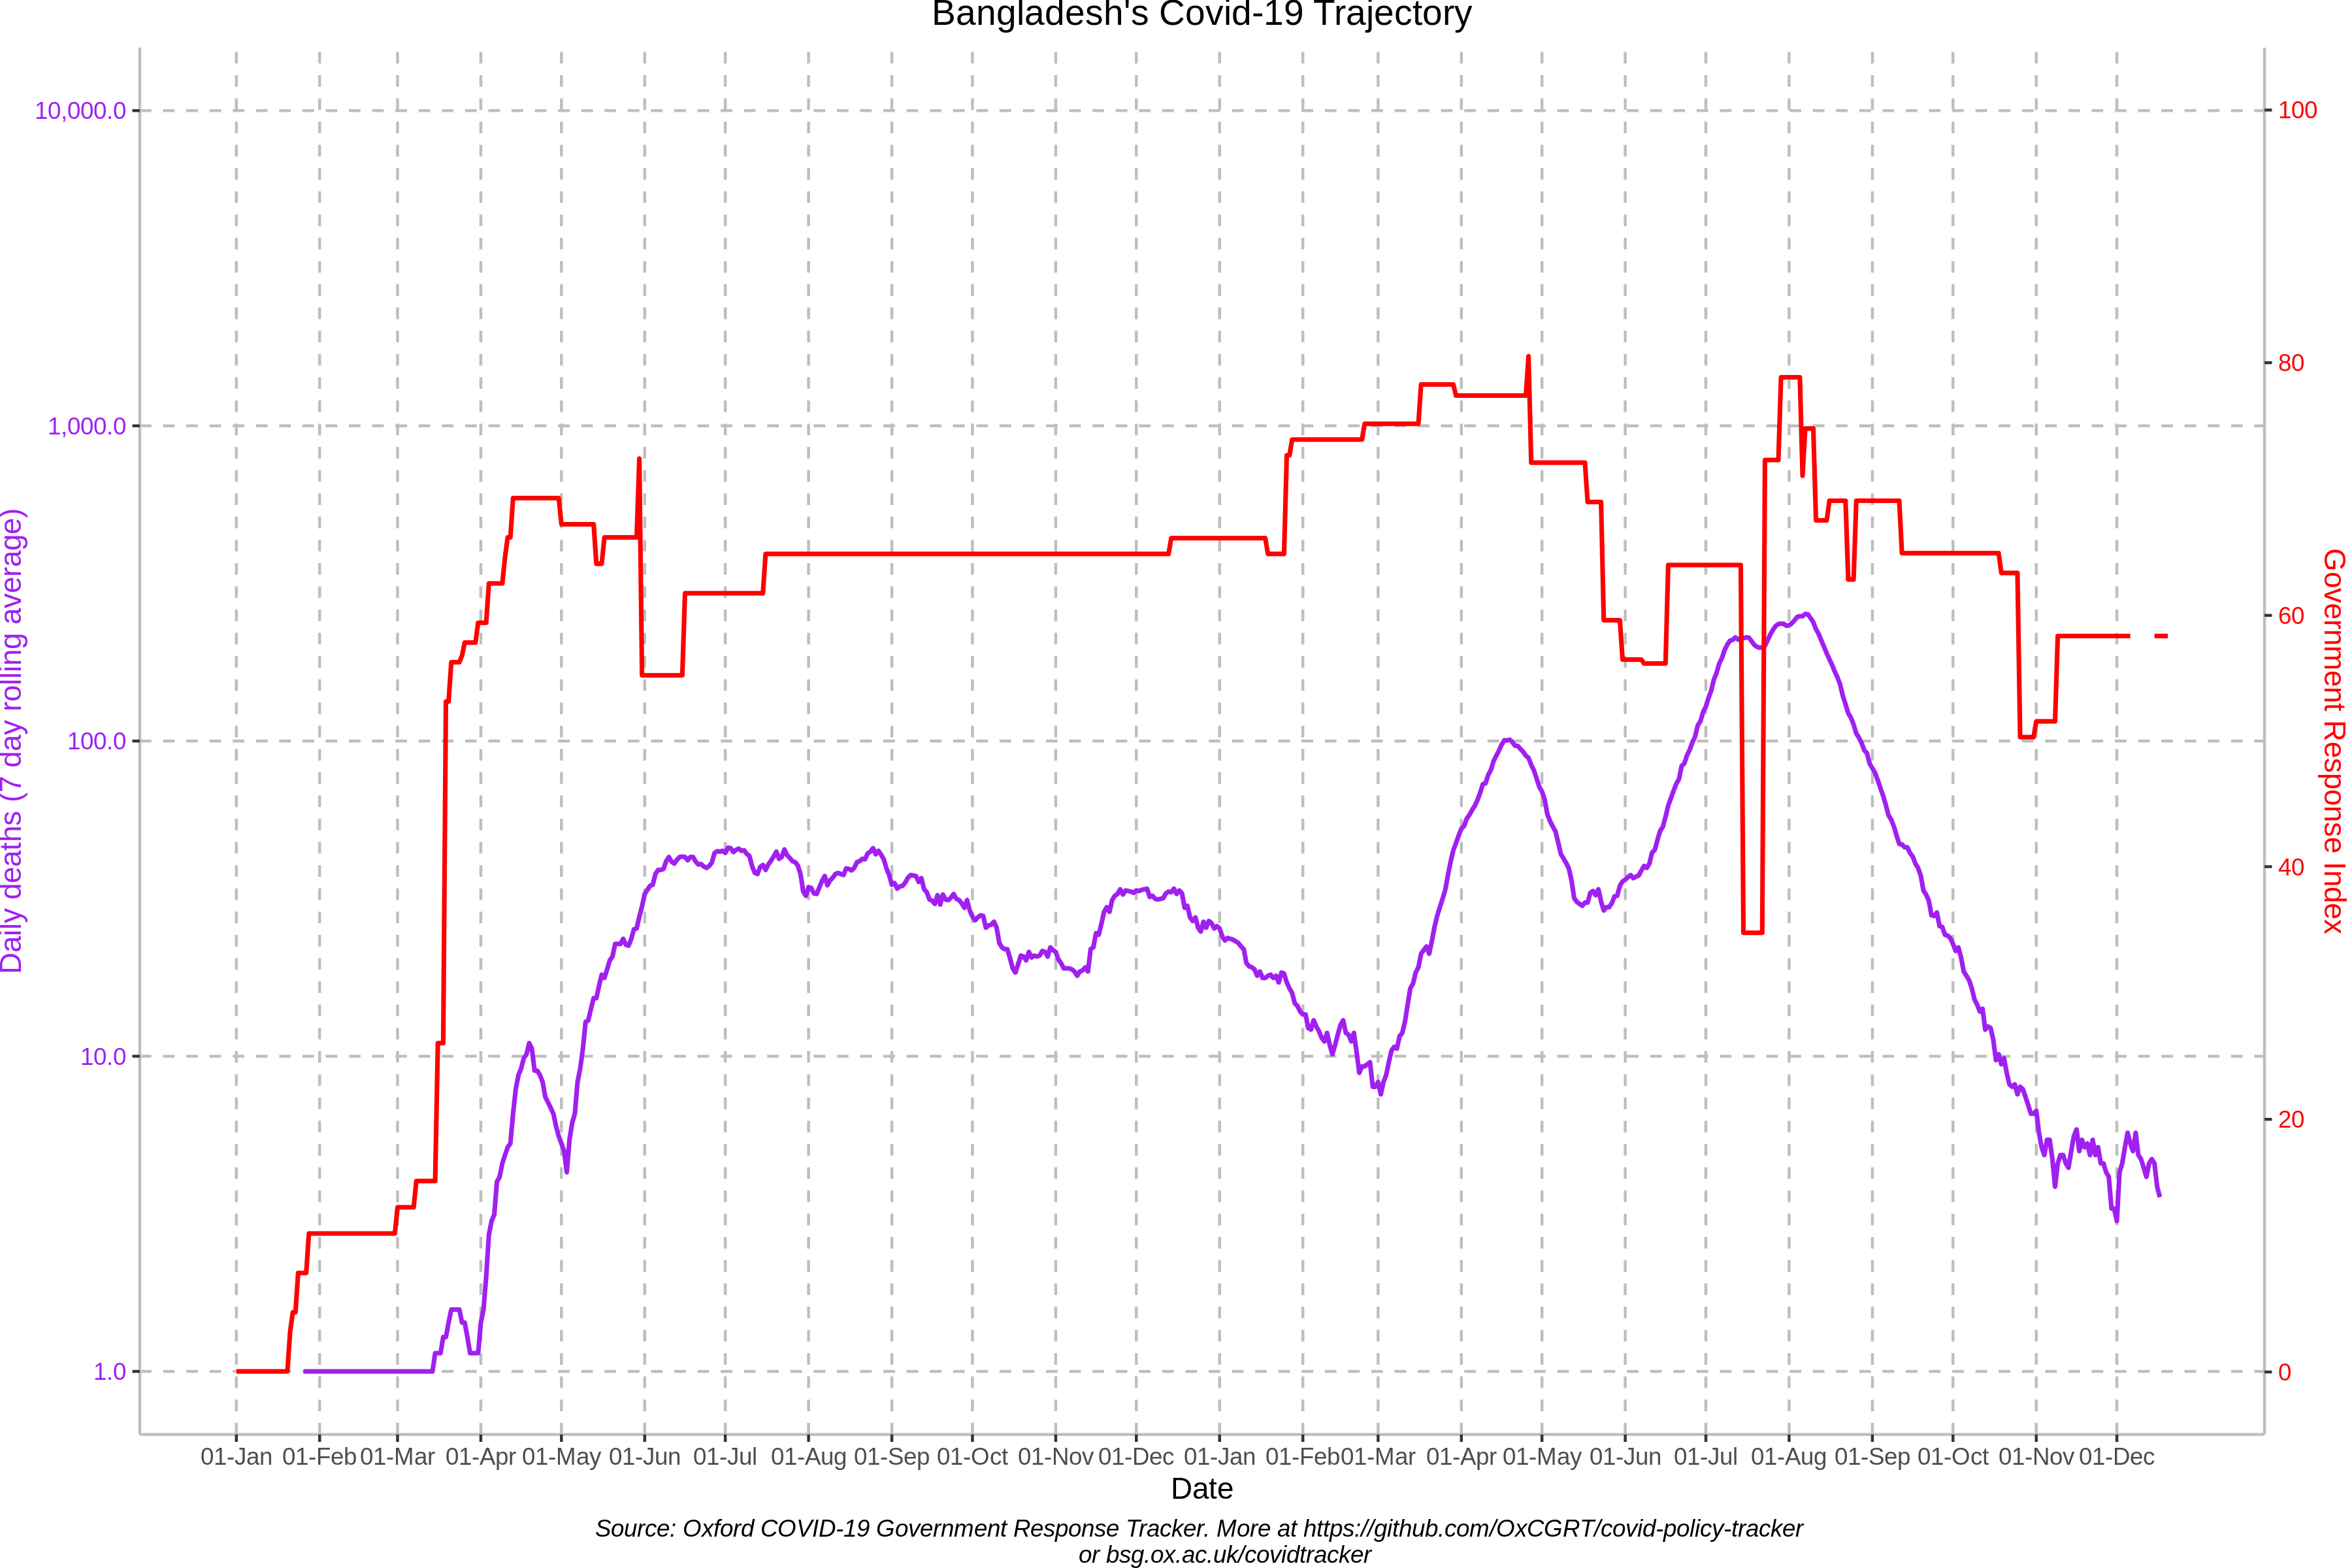 Bangladesh's Covid-19 Trajectory
Daily deaths (7 day rolling average)
10,000.0
1,000.0
100.0
10.0
1.0
100
80
60
40
20
0
Government Response Index
01-Jan 01-Feb 01-Mar 01-Apr 01-May 01-Jun 01-Jul 01-Aug 01-Sep 01-Oct 01-Nov 01-Dec 01-Jan 01-Feb 01-Mar 01-Apr 01-May 01-Jun 01-Jul 01-Aug 01-Sep 01-Oct 01-Nov 01-Dec
Date
Source: Oxford COVID-19 Government Response Tracker. More at https://github.com/OxCGRT/covid-policy-tracker
or bsg.ox.ac.uk/covidtracker